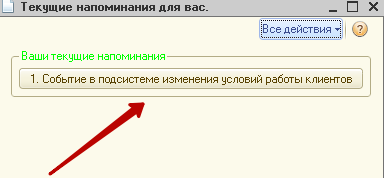 Текущие напоминания для вас.
Все действия
?
Ваши текущие напоминания
1. Событие в подсистеме изменения условий работы клиентов